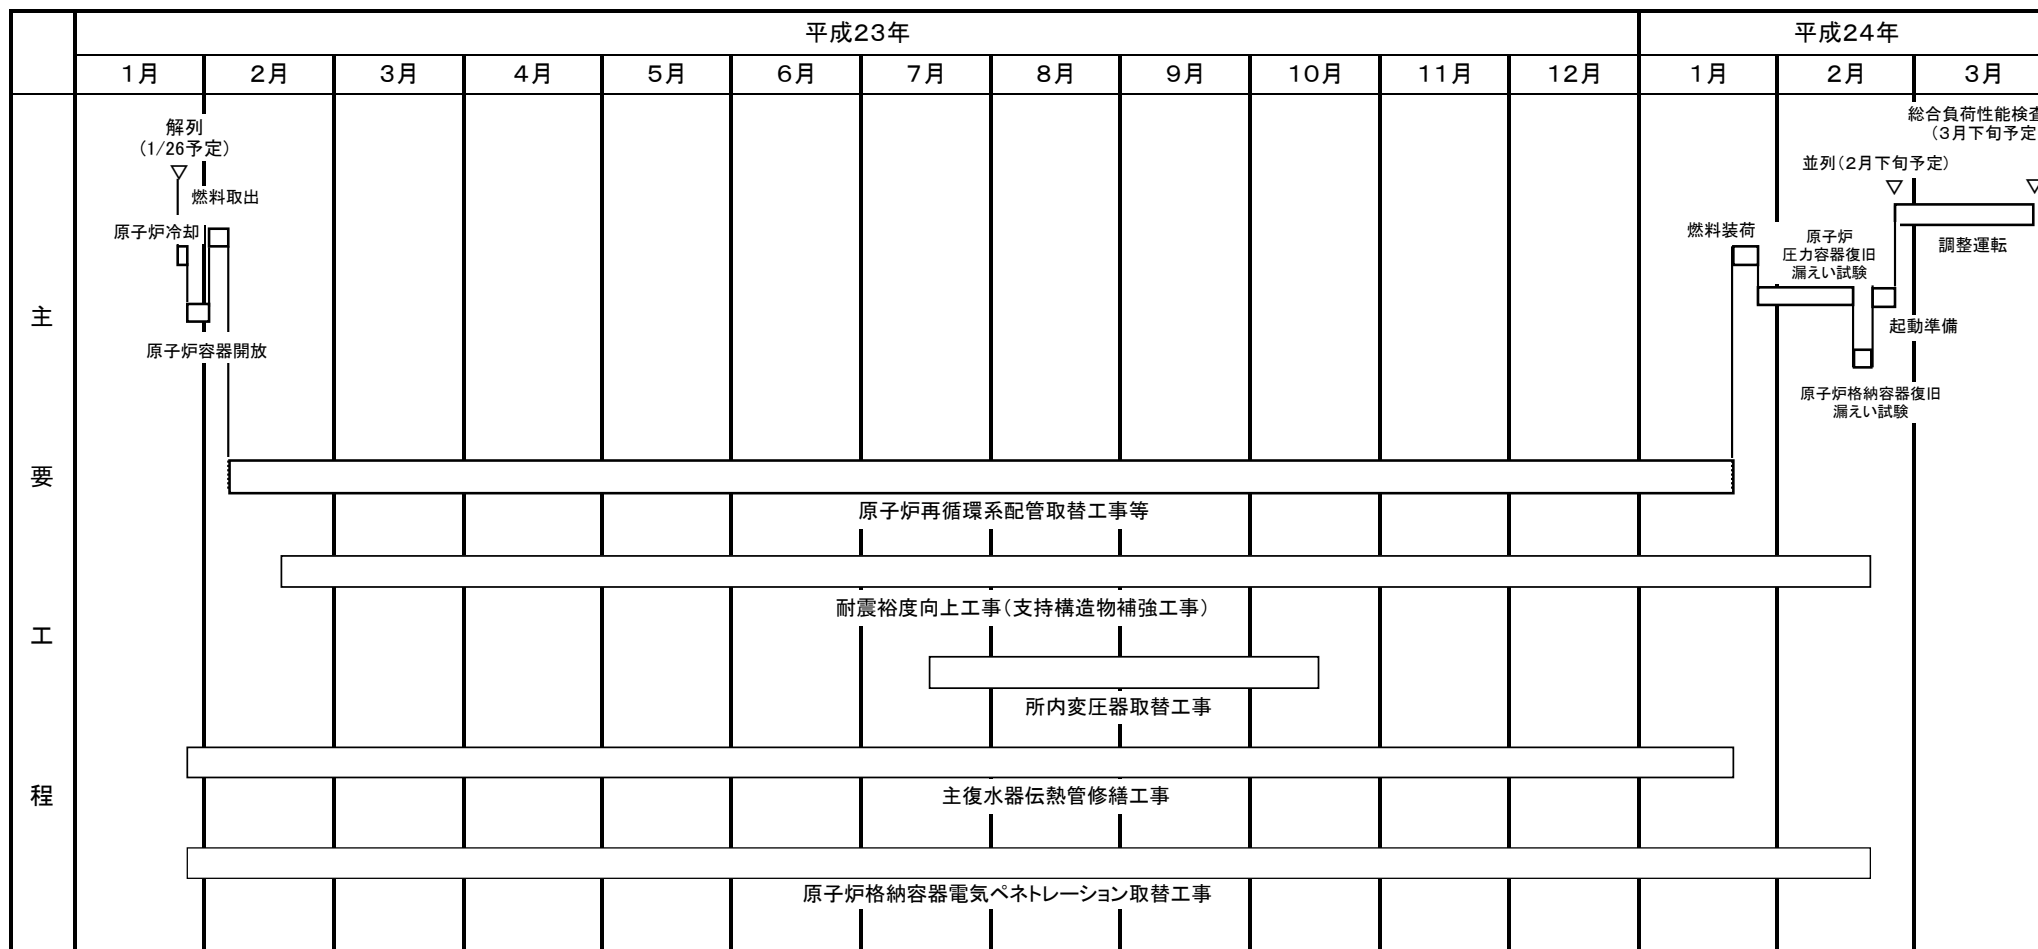 平成23年
平成24年
1月
2月
3月
4月
5月
6月
7月
8月
9月
10月
11月
12月
1月
2月
3月
主
要
工
程
解列
(1/26予定)
燃料取出
原子炉冷却
原子炉容器開放
総合負荷性能検査
(3月下旬予定
並列(2月下旬予定)
燃料装荷
原子炉
圧力容器復旧
漏えい試験
調整運転
起動準備
原子炉格納容器復旧
漏えい試験
原子炉再循環系配管取替工事等
耐震裕度向上工事(支持構造物補強工事)
所内変圧器取替工事
主復水器伝熱管修繕工事
原子炉格納容器電気ペネトレーション取替工事